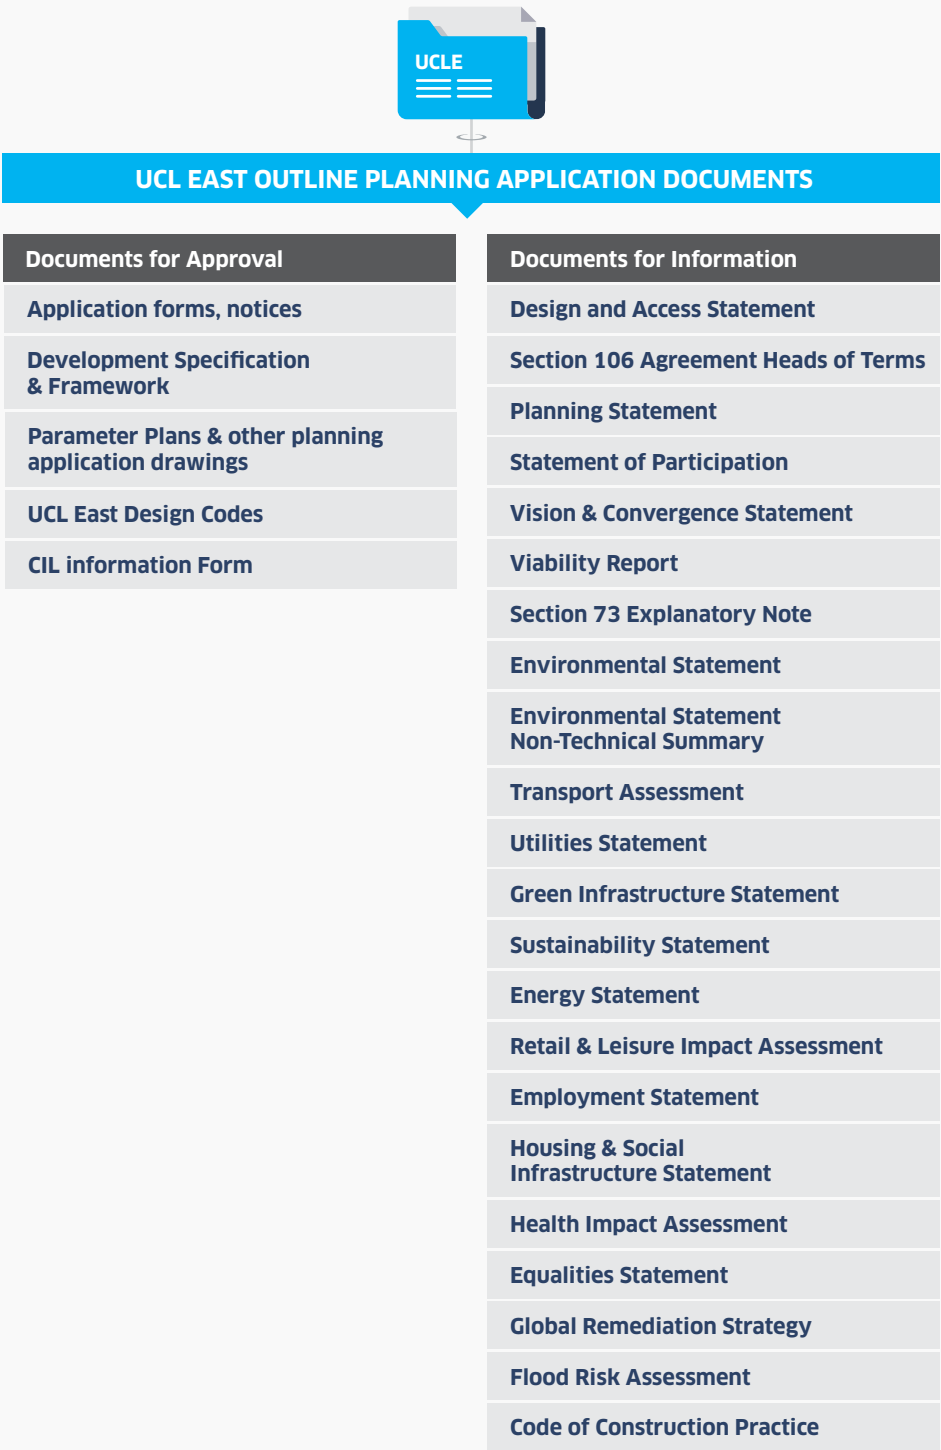 UCLE
UCL EAST OUTLINE PLANNING APPLICATION DOCUMENTS
Documents for Approval
Application forms, notices
Development Specification
& Framework
Parameter Plans & other planning
application drawings
UCL East Design Codes
CIL information Form
Documents for Information
Design and Access Statement
Section 106 Agreement Heads of Terms
Planning Statement
Statement of Participation
Vision & Convergence Statement
Viability Report
Section 73 Explanatory Note
Environmental Statement
Environmental Statement
Non-Technical Summary
Transport Assessment
Utilities Statement
Green Infrastructure Statement
Sustainability Statement
Energy Statement
Retail & Leisure Impact Assessment
Employment Statement
Housing & Social
Infrastructure Statement
Health Impact Assessment
Equalities Statement
Global Remediation Strategy
Flood Risk Assessment
Code of Construction Practice